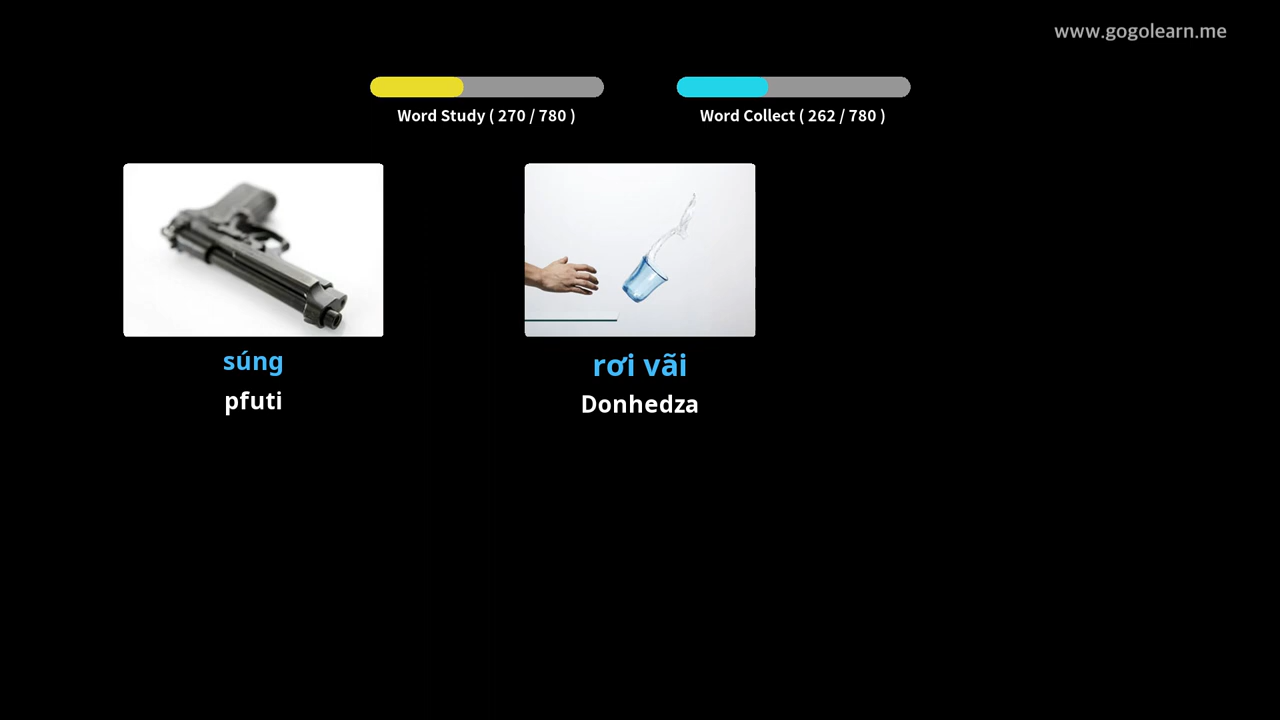 www.gogolearn.me
Word Study ( 270 / 780 )
Word Collect ( 262 / 780 )
súng
pfuti
rơi vãi
Donhedza